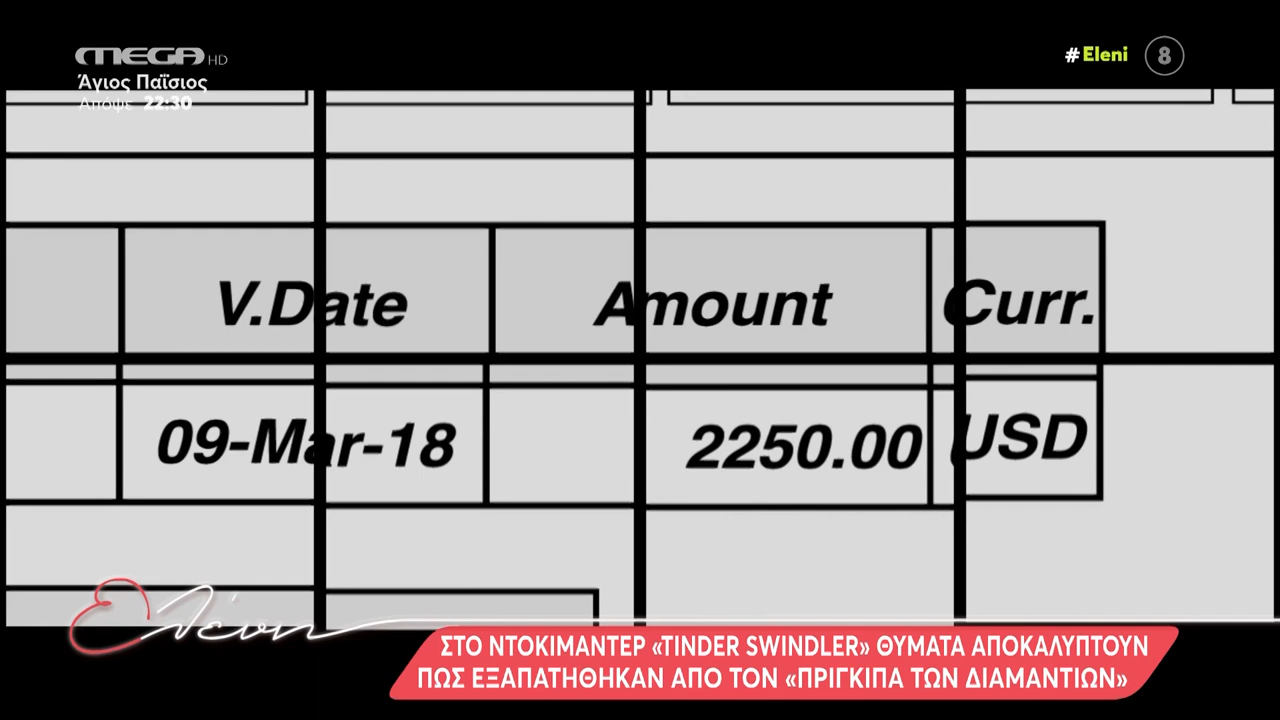 MEGA HD
Άγιος Παΐσιος
Απόψε 22:30
#Eleni 8
V.Date Amount Curr.
09-Mar-18 2250.00 USD
Ελένη
ΣΤΟ ΝΤΟΚΙΜΑΝΤΕΡ «TINDER SWINDLER» ΘΥΜΑΤΑ ΑΠΟΚΑΛΥΠΤΟΥΝ
ΠΩΣ ΕΞΑΠΑΤΗΘΗΚΑΝ ΑΠΟ ΤΟΝ «ΠΡΙΓΚΙΠΑ ΤΩΝ ΔΙΑΜΑΝΤΙΩΝ»